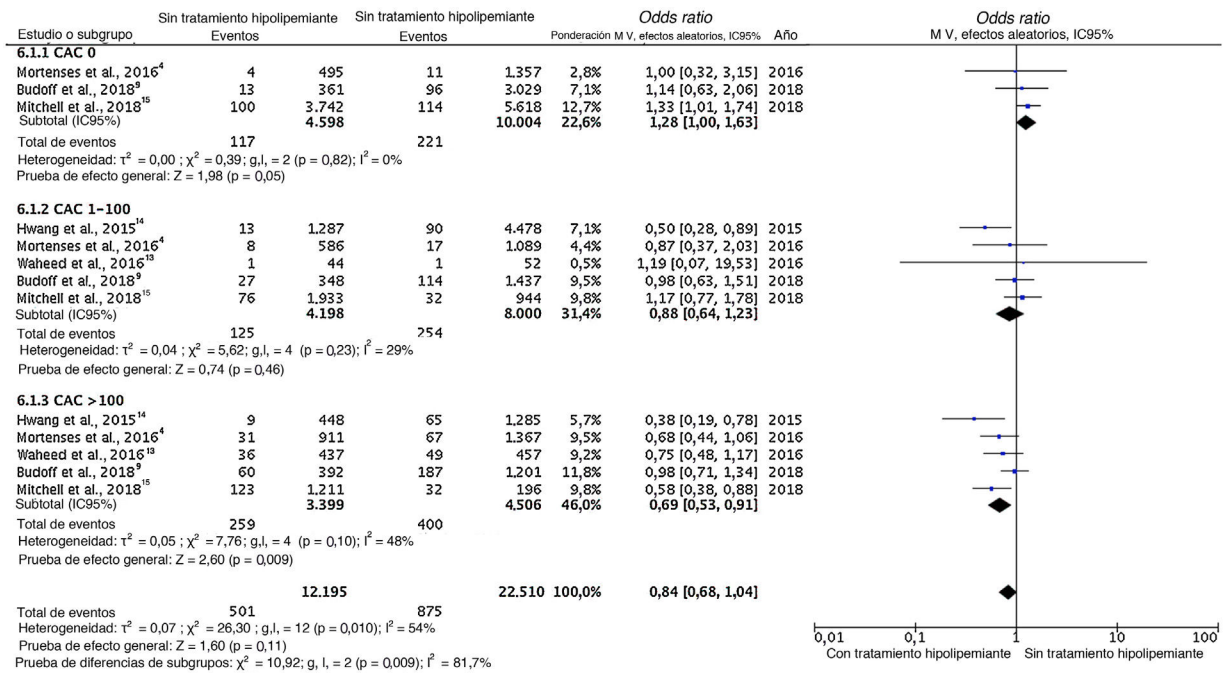 Sin tratamiento hipolipemiante Sin tratamiento hipolipemiante Odds ratio Odds ratio
Estudio o subgrupo Eventos Eventos Ponderación M V, efectos aleatorios, IC95% Año M V, efectos aleatorios, IC95%
6.1.1 CAC 0
Mortenses et al., 2016⁴ 4 495 11 1.357 2,8% 1,00 [0,32, 3,15] 2016
Budoff et al., 2018⁹ 13 361 96 3.029 7,1% 1,14 [0,63, 2,06] 2018
Mitchell et al., 2018¹⁵ 100 3.742 114 5.618 12,7% 1,33 [1,01, 1,74] 2018
Subtotal (IC95%) 4.598 10.004 22,6% 1,28 [1,00, 1,63]
Total de eventos 117 221
Heterogeneidad: τ² = 0,00 ; χ² = 0,39; g,l, = 2 (p = 0,82); I² = 0%
Prueba de efecto general: Z = 1,98 (p = 0,05)
6.1.2 CAC 1-100
Hwang et al., 2015¹⁴ 13 1,287 90 4.478 7,1% 0,50 [0,28, 0,89] 2015
Mortenses et al., 2016⁴ 8 586 17 1.089 4,4% 0,87 [0,37, 2,03] 2016
Waheed et al., 2016¹³ 1 44 1 52 0,5% 1,19 [0,07, 19,53] 2016
Budoff et al., 2018⁹ 27 348 114 1.437 9,5% 0,98 [0,63, 1,51] 2018
Mitchell et al., 2018¹⁵ 76 1,933 32 944 9,8% 1,17 [0,77, 1,78] 2018
Subtotal (IC95%) 4.198 8.000 31,4% 0,88 [0,64, 1,23]
Total de eventos 125 254
Heterogeneidad: τ² = 0,04 ; χ² = 5,62; g,l, = 4 (p = 0,23); I² = 29%
Prueba de efecto general: Z = 0,74 (p = 0,46)
6.1.3 CAC >100
Hwang et al., 2015¹⁴ 9 448 65 1,285 5,7% 0,38 [0,19, 0,78] 2015
Mortenses et al., 2016⁴ 31 911 67 1.367 9,5% 0,68 [0,44, 1,06] 2016
Waheed et al., 2016¹³ 36 437 49 457 9,2% 0,75 [0,48, 1,17] 2016
Budoff et al., 2018⁹ 60 392 187 1,201 11,8% 0,98 [0,71, 1,34] 2018
Mitchell et al., 2018¹⁵ 123 1,211 32 196 9,8% 0,58 [0,38, 0,88] 2018
Subtotal (IC95%) 3.399 4,506 46,0% 0,69 [0,53, 0,91]
Total de eventos 259 400
Heterogeneidad: τ² = 0,05 ; χ² = 7,76; g,l, = 4 (p = 0,10); I² = 48%
Prueba de efecto general: Z = 2,60 (p = 0,009)
12.195 22.510 100,0% 0,84 [0,68, 1,04]
Total de eventos 501 875
Heterogeneidad: τ² = 0,07 ; χ² = 26,30 ; g,l, = 12 (p = 0,010); I² = 54%
Prueba de efecto general: Z = 1,60 (p = 0,11)
Prueba de diferencias de subgrupos: χ² = 10,92; g, l, = 2 (p = 0,009); I² = 81,7%
0,01 0,1 1 10 100
Con tratamiento hipolipemiante Sin tratamiento hipolipemiante